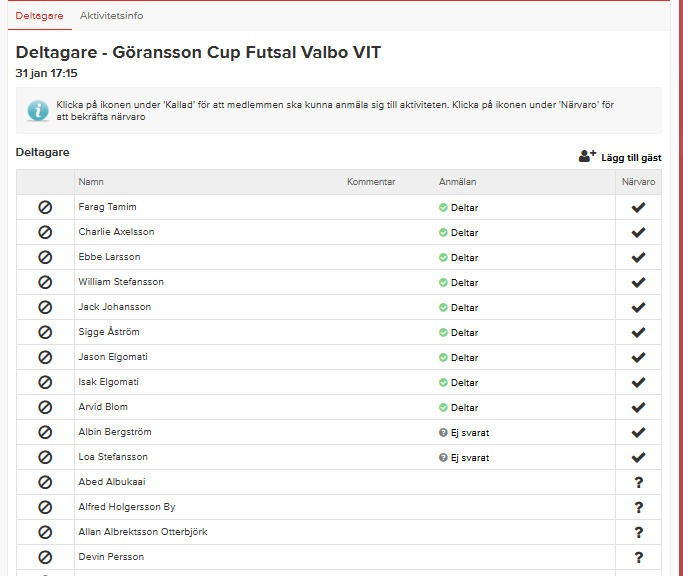 Deltagare Aktivitetsinfo
Deltagare - Göransson Cup Futsal Valbo VIT
31 jan 17:15
Klicka på ikonen under 'Kallad' för att medlemmen ska kunna anmäla sig till aktiviteten. Klicka på ikonen under 'Närvaro' för
att bekräfta närvaro
Deltagare Lägg till gäst
Namn Kommentar Anmälan Närvaro
Farag Tamim Deltar
Charlie Axelsson Deltar
Ebbe Larsson Deltar
William Stefansson Deltar
Jack Johansson Deltar
Sigge Åström Deltar
Jason Elgomati Deltar
Isak Elgomati Deltar
Arvid Blom Deltar
Albin Bergström ? Ej svarat
Loa Stefansson ? Ej svarat
Abed Albukaai ?
Alfred Holgersson By ?
Allan Albrektsson Otterbjörk ?
Devin Persson ?